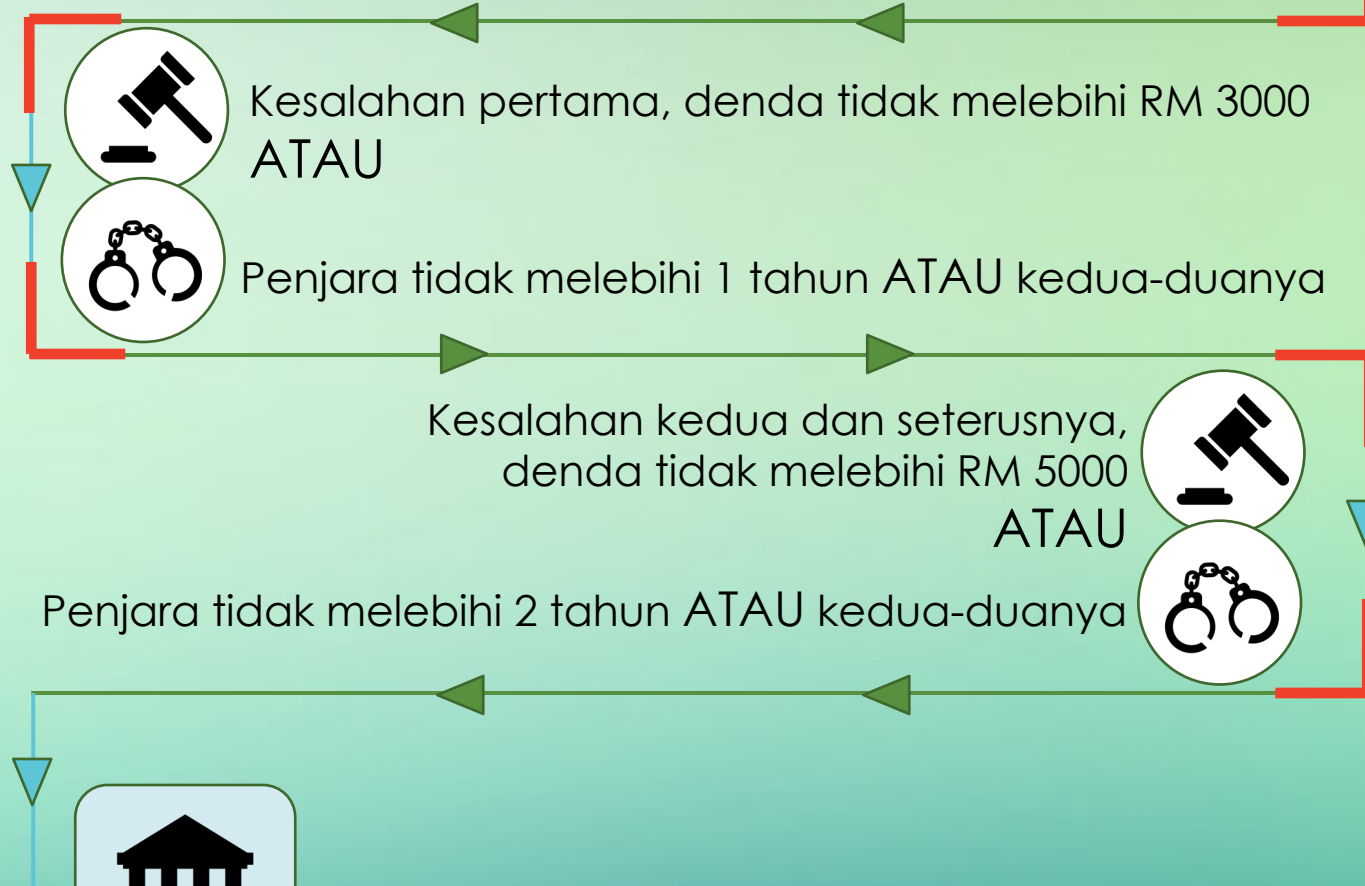 Kesalahan pertama, denda tidak melebihi RM 3000
ATAU
Penjara tidak melebihi 1 tahun ATAU kedua-duanya
Kesalahan kedua dan seterusnya,
denda tidak melebihi RM 5000
ATAU
Penjara tidak melebihi 2 tahun ATAU kedua-duanya